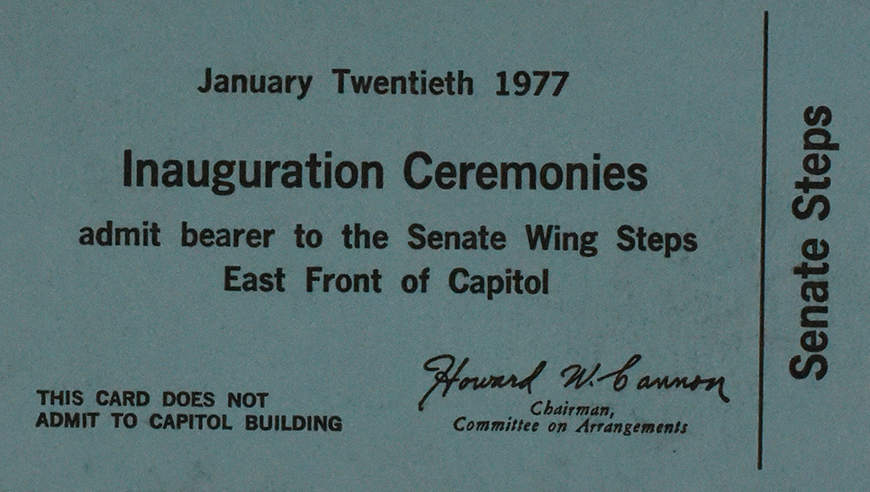 January Twentieth 1977
Inauguration Ceremonies
admit bearer to the Senate Wing Steps
East Front of Capitol
THIS CARD DOES NOT
ADMIT TO CAPITOL BUILDING
Howard W. Cannon
Chairman,
Committee on Arrangements
Senate Steps